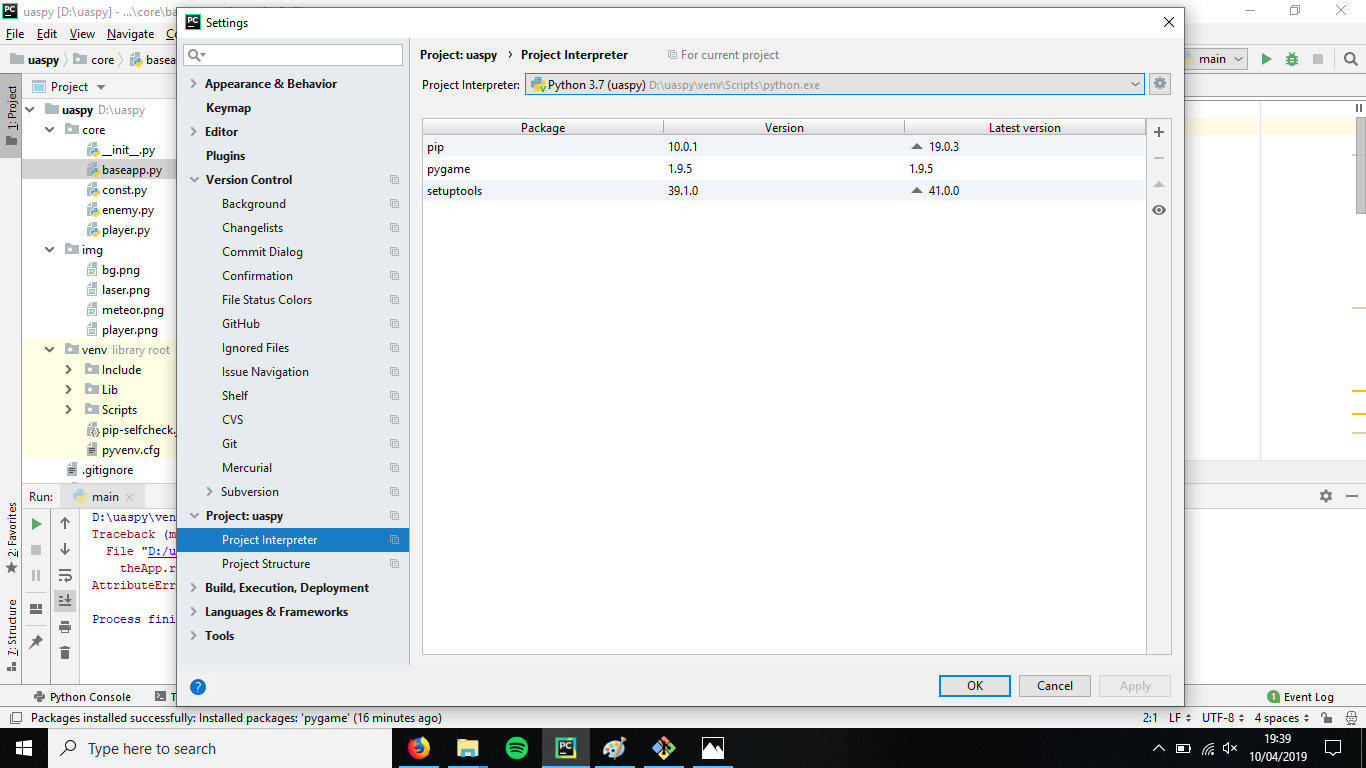 uaspy [D:\uaspy] - ...\core\ba
Settings
File Edit View Navigate
uaspy core basea
main
1: Project
Project
uaspy D:\uaspy
core
__init__.py
baseapp.py
const.py
enemy.py
player.py
img
bg.png
laser.png
meteor.png
player.png
venv library root
Include
Lib
Scripts
pip-selfcheck.
pyvenv.cfg
.gitignore
Appearance & Behavior
Keymap
Editor
Plugins
Version Control
Background
Changelists
Commit Dialog
Confirmation
File Status Colors
GitHub
Ignored Files
Issue Navigation
Shelf
CVS
Git
Mercurial
Subversion
Project: uaspy
Project Interpreter
Project Structure
Build, Execution, Deployment
Languages & Frameworks
Tools
Project: uaspy › Project Interpreter For current project
Project Interpreter: Python 3.7 (uaspy) D:\uaspy\venv\Scripts\python.exe
Package Version Latest version
pip 10.0.1 19.0.3
pygame 1.9.5 1.9.5
setuptools 39.1.0 41.0.0
? OK Cancel Apply
Run: main
D:\uaspy\ven
Traceback (m
File "D:/u
theApp.r
AttributeErr
Process fini
2: Favorites
7: Structure
Python Console
1 Event Log
Packages installed successfully: Installed packages: 'pygame' (16 minutes ago) 2:1 LF UTF-8 4 spaces
Type here to search
PC
19:39
10/04/2019